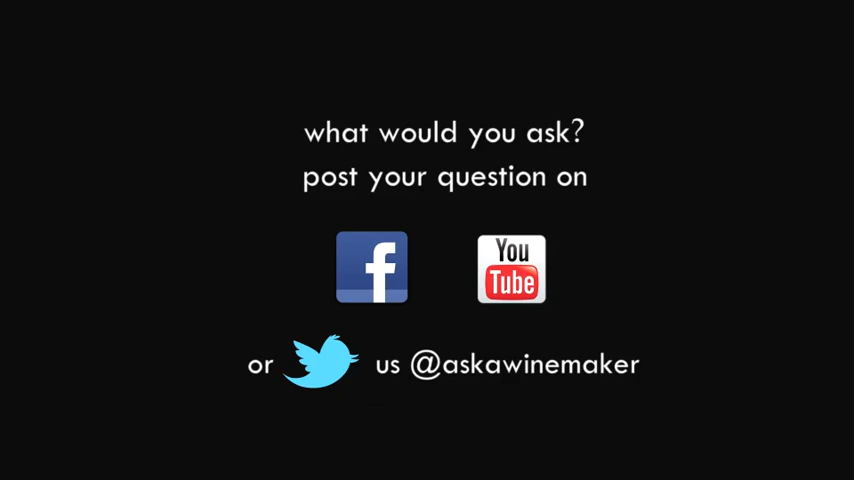 what would you ask?
post your question on
f
You
Tube
or us @askawinemaker